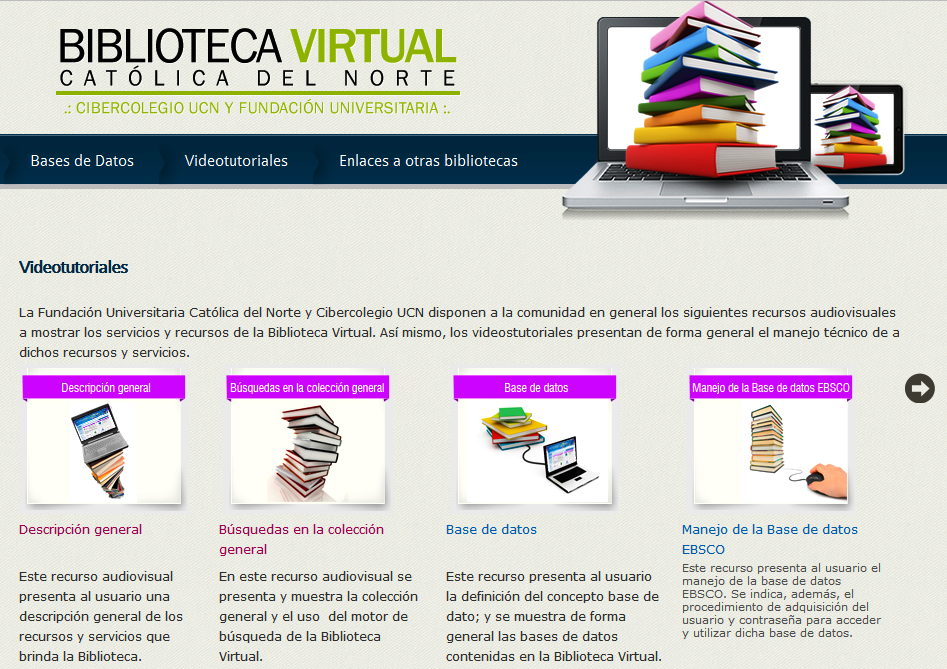 BIBLIOTECA VIRTUAL
CATÓLICA DEL NORTE
.: CIBERCOLEGIO UCN Y FUNDACIÓN UNIVERSITARIA :.
Bases de Datos
Videotutoriales
Enlaces a otras bibliotecas
Videotutoriales
La Fundación Universitaria Católica del Norte y Cibercolegio UCN disponen a la comunidad en general los siguientes recursos audiovisuales
a mostrar los servicios y recursos de la Biblioteca Virtual. Así mismo, los videostutoriales presentan de forma general el manejo técnico de a
dichos recursos y servicios.
Descripción general
Descripción general
Este recurso audiovisual
presenta al usuario una
descripción general de los
recursos y servicios que
brinda la Biblioteca.
Búsquedas en la colección general
Búsquedas en la colección
general
En este recurso audiovisual se
presenta y muestra la colección
general y el uso del motor de
búsqueda de la Biblioteca
Virtual.
Base de datos
Base de datos
Este recurso presenta al usuario
la definición del concepto base de
dato; y se muestra de forma
general las bases de datos
contenidas en la Biblioteca Virtual.
Manejo de la Base de datos EBSCO
Manejo de la Base de datos
EBSCO
Este recurso presenta al usuario el
manejo de la base de datos
EBSCO. Se indica, además, el
procedimiento de adquisición del
usuario y contraseña para acceder
y utilizar dicha base de datos.